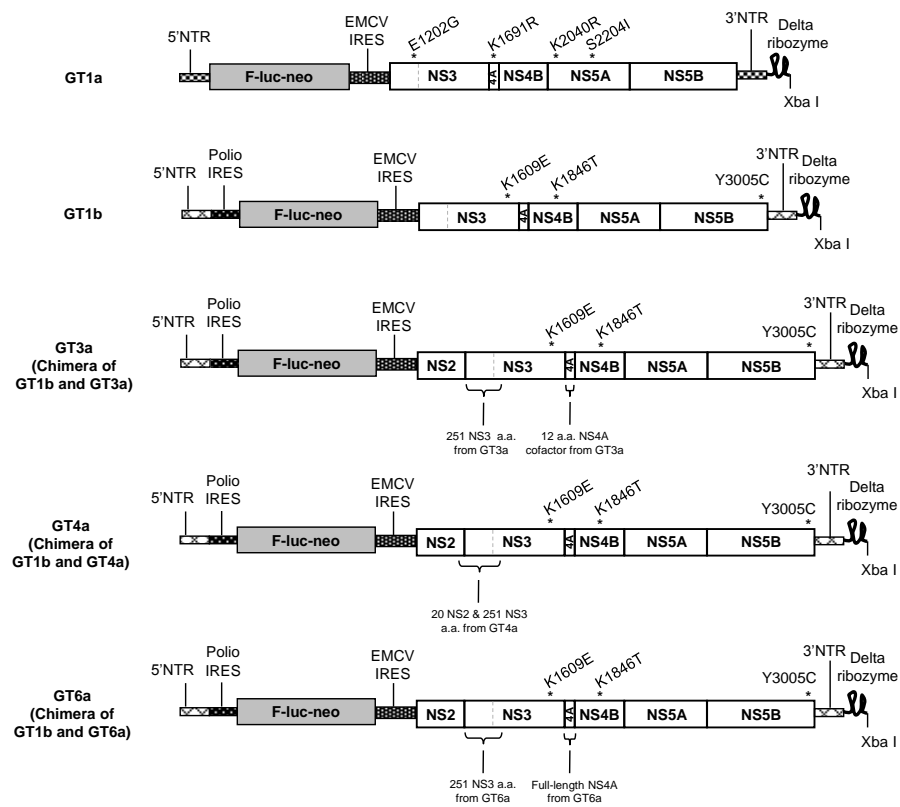 GT1a
5'NTR
EMCV
IRES
E1202G
K1691R
K2040R
S2204I
3'NTR
Delta
ribozyme
F-luc-neo
NS3
4A
NS4B
NS5A
NS5B
Xba I
GT1b
5'NTR
Polio
IRES
EMCV
IRES
K1609E
K1846T
Y3005C
3'NTR
Delta
ribozyme
F-luc-neo
NS3
4A
NS4B
NS5A
NS5B
Xba I
GT3a
(Chimera of
GT1b and GT3a)
5'NTR
Polio
IRES
EMCV
IRES
K1609E
K1846T
Y3005C
3'NTR
Delta
ribozyme
F-luc-neo
NS2
NS3
4A
NS4B
NS5A
NS5B
Xba I
251 NS3 a.a.
from GT3a
12 a.a. NS4A
cofactor from GT3a
GT4a
(Chimera of
GT1b and GT4a)
5'NTR
Polio
IRES
EMCV
IRES
K1609E
K1846T
Y3005C
3'NTR
Delta
ribozyme
F-luc-neo
NS2
NS3
4A
NS4B
NS5A
NS5B
Xba I
20 NS2 & 251 NS3
a.a. from GT4a
GT6a
(Chimera of
GT1b and GT6a)
5'NTR
Polio
IRES
EMCV
IRES
K1609E
K1846T
Y3005C
3'NTR
Delta
ribozyme
F-luc-neo
NS2
NS3
4A
NS4B
NS5A
NS5B
Xba I
251 NS3 a.a.
from GT6a
Full-length NS4A
from GT6a